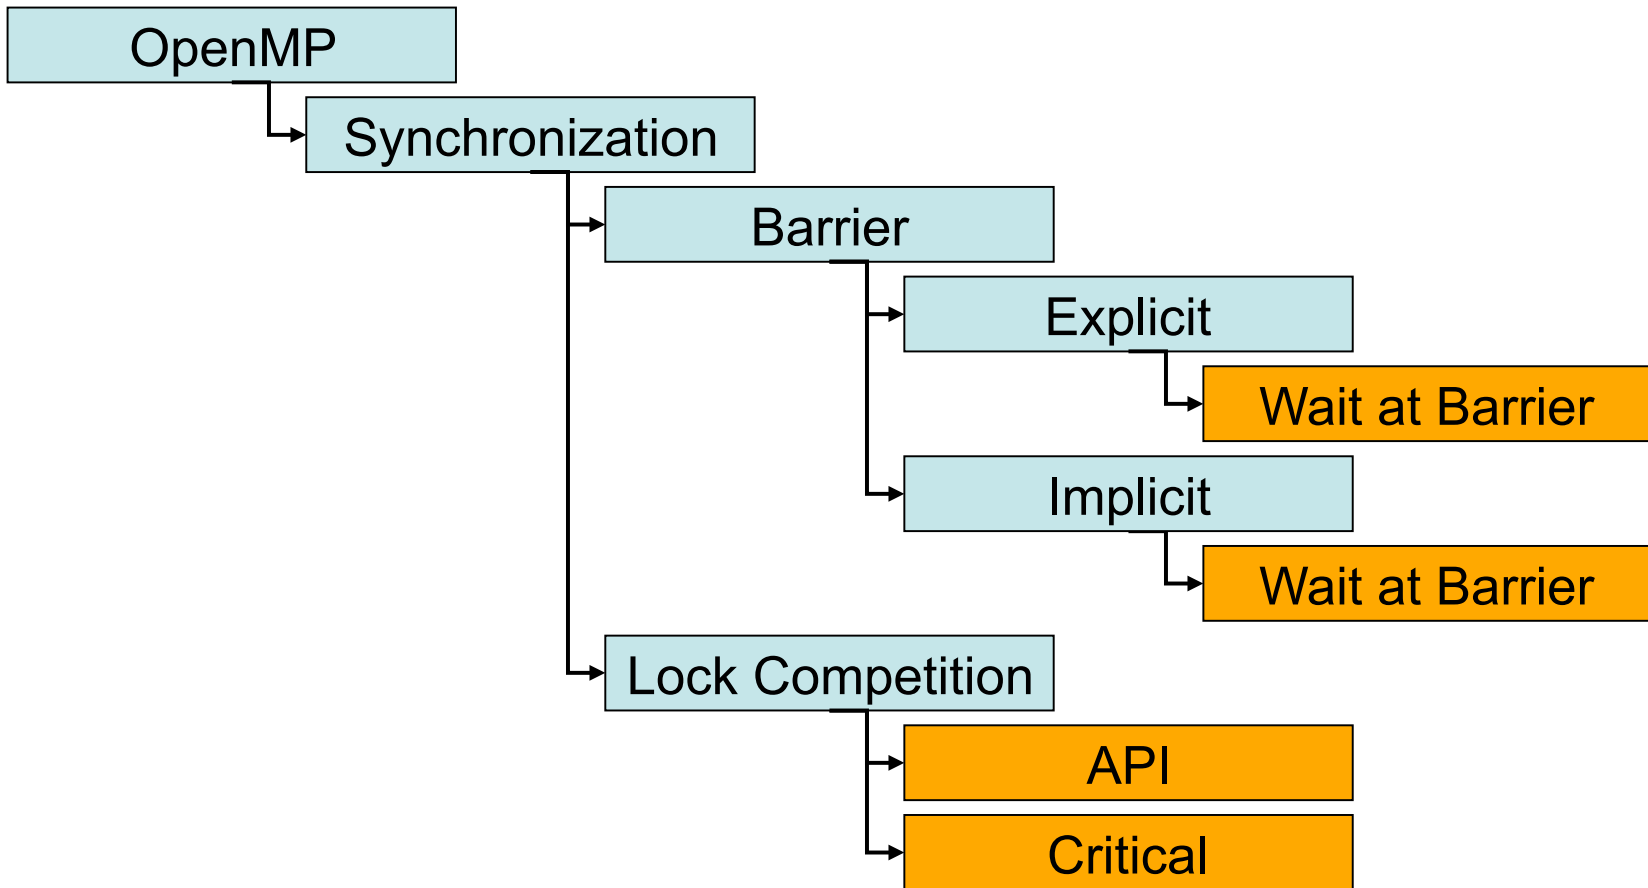 OpenMP
Synchronization
Barrier
Explicit
Wait at Barrier
Implicit
Wait at Barrier
Lock Competition
API
Critical